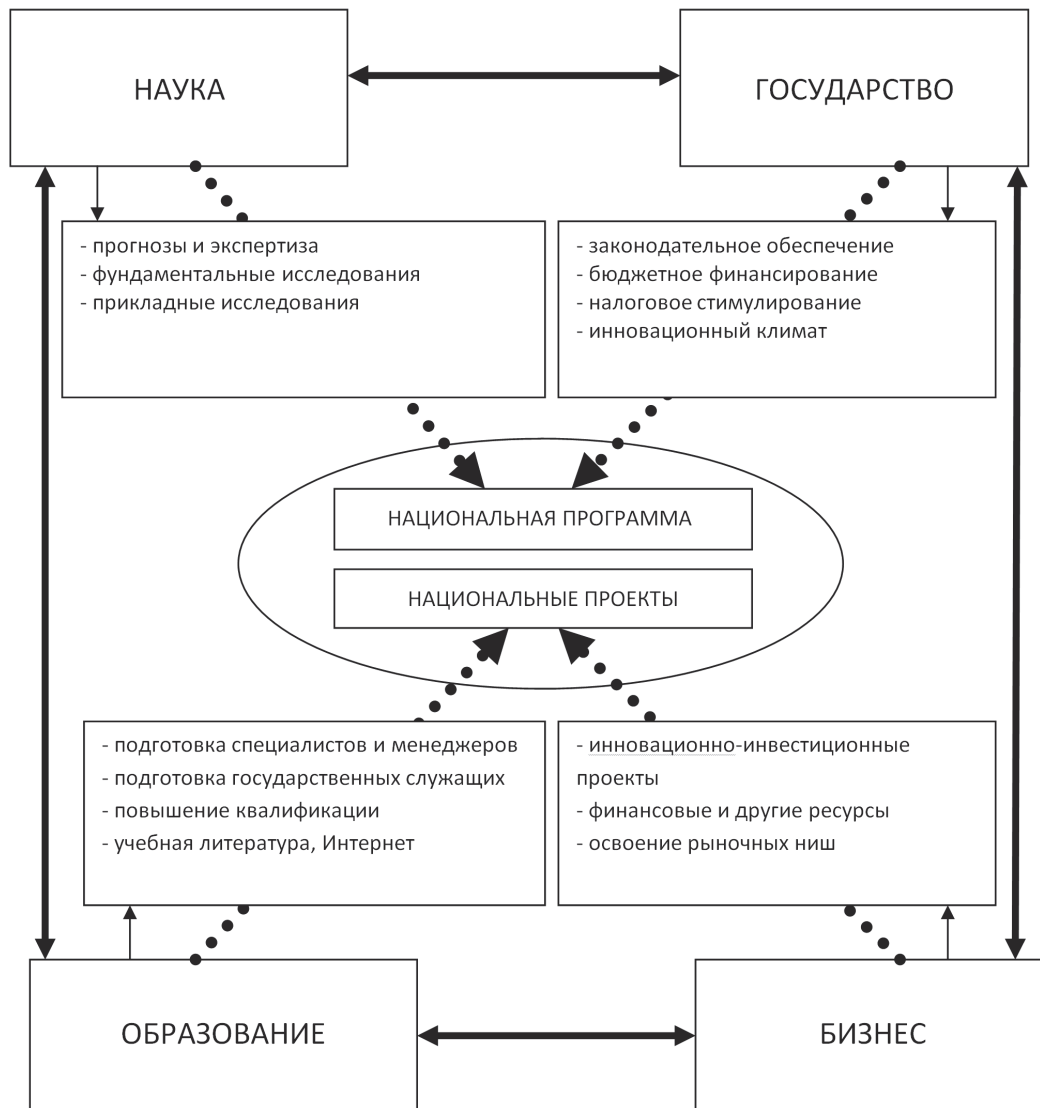 НАУКА
ГОСУДАРСТВО
- прогнозы и экспертиза
- фундаментальные исследования
- прикладные исследования
- законодательное обеспечение
- бюджетное финансирование
- налоговое стимулирование
- инновационный климат
НАЦИОНАЛЬНАЯ ПРОГРАММА
НАЦИОНАЛЬНЫЕ ПРОЕКТЫ
- подготовка специалистов и менеджеров
- подготовка государственных служащих
- повышение квалификации
- учебная литература, Интернет
- инновационно-инвестиционные
проекты
- финансовые и другие ресурсы
- освоение рыночных ниш
ОБРАЗОВАНИЕ
БИЗНЕС